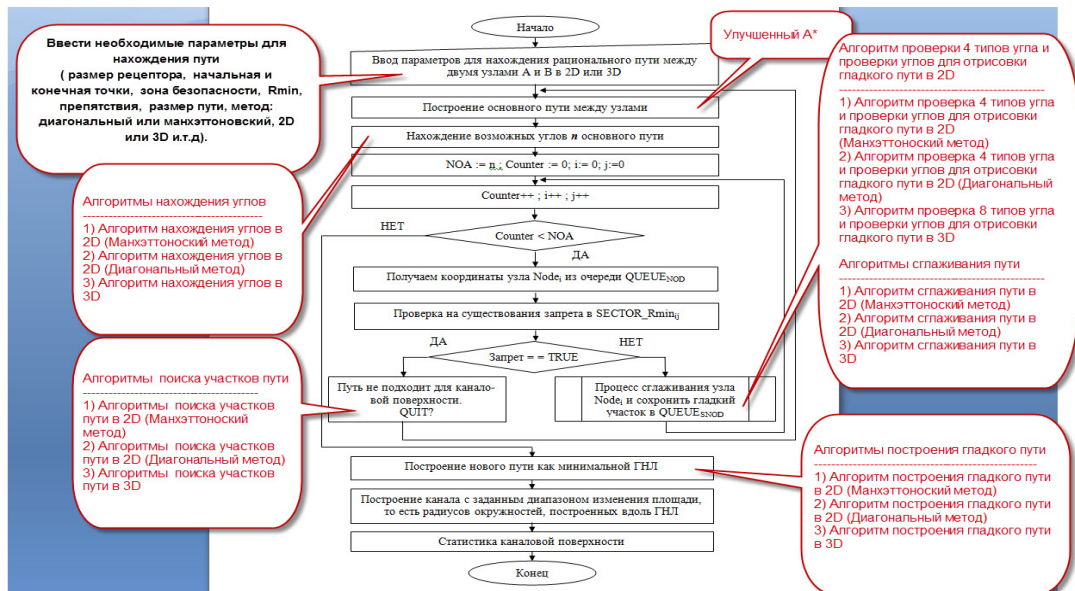 Ввести необходимые параметры для
нахождения пути
( размер рецептора, начальная и
конечная точки, зона безопасности, Rmin,
препятствия, размер пути, метод:
диагональный или манхэттоновский, 2D
или 3D и.т.д).
Алгоритмы нахождения углов
-----------------------------------------
1) Алгоритм нахождения углов в
2D (Манхэттоноский метод)
2) Алгоритм нахождения углов в
2D (Диагональный метод)
3) Алгоритм нахождения углов в
3D
Алгоритмы поиска участков пути
-----------------------------------------
1) Алгоритмы поиска участков
пути в 2D (Манхэттоноский
метод)
2) Алгоритмы поиска участков
пути в 2D (Диагональный метод)
3) Алгоритмы поиска участков
пути в 3D
Начало
Ввод параметров для нахождения рационального пути между
двумя узлами A и B в 2D или 3D
Построение основного пути между узлами
Нахождение возможных углов n основного пути
NOA := n ; Counter := 0; i:= 0; j:=0
Counter++ ; i++ ; j++
НЕТ
Counter < NOA
ДА
Получаем координаты узла Nodei из очереди QUEUENOD
Проверка на существования запрета в SECTOR_Rminij
ДА
НЕТ
Запрет = = TRUE
Путь не подходит для канало-
вой поверхности.
QUIT?
Процесс сглаживания узла
Nodei и сохронить гладкий
участок в QUEUESNOD
Построение нового пути как минимальной ГНЛ
Построение канала с заданным диапазоном изменения площади,
то есть радиусов окружностей, построенных вдоль ГНЛ
Статистика каналовой поверхности
Конец
Улучшенный A*
Алгоритм проверки 4 типов угла и
проверки углов для отрисовки
гладкого пути в 2D
-----------------------------------------
1) Алгоритм проверка 4 типов угла
и проверки углов для отрисовки
гладкого пути в 2D
(Манхэттоноский метод)
2) Алгоритм проверка 4 типов угла
и проверки углов для отрисовки
гладкого пути в 2D (Диагональный
метод)
3) Алгоритм проверка 8 типов угла
и проверки углов для отрисовки
гладкого пути в 3D
Алгоритмы сглаживания пути
-----------------------------------------
1) Алгоритм сглаживания пути в
2D (Манхэттоноский метод)
2) Алгоритм сглаживания пути в
2D (Диагональный метод)
3) Алгоритм сглаживания пути в
3D
Алгоритмы построения гладкого пути
-----------------------------------------
1) Алгоритм построения гладкого пути
в 2D (Манхэттоноский метод)
2) Алгоритм построения гладкого пути
в 2D (Диагональный метод)
3) Алгоритм построения гладкого пути
в 3D